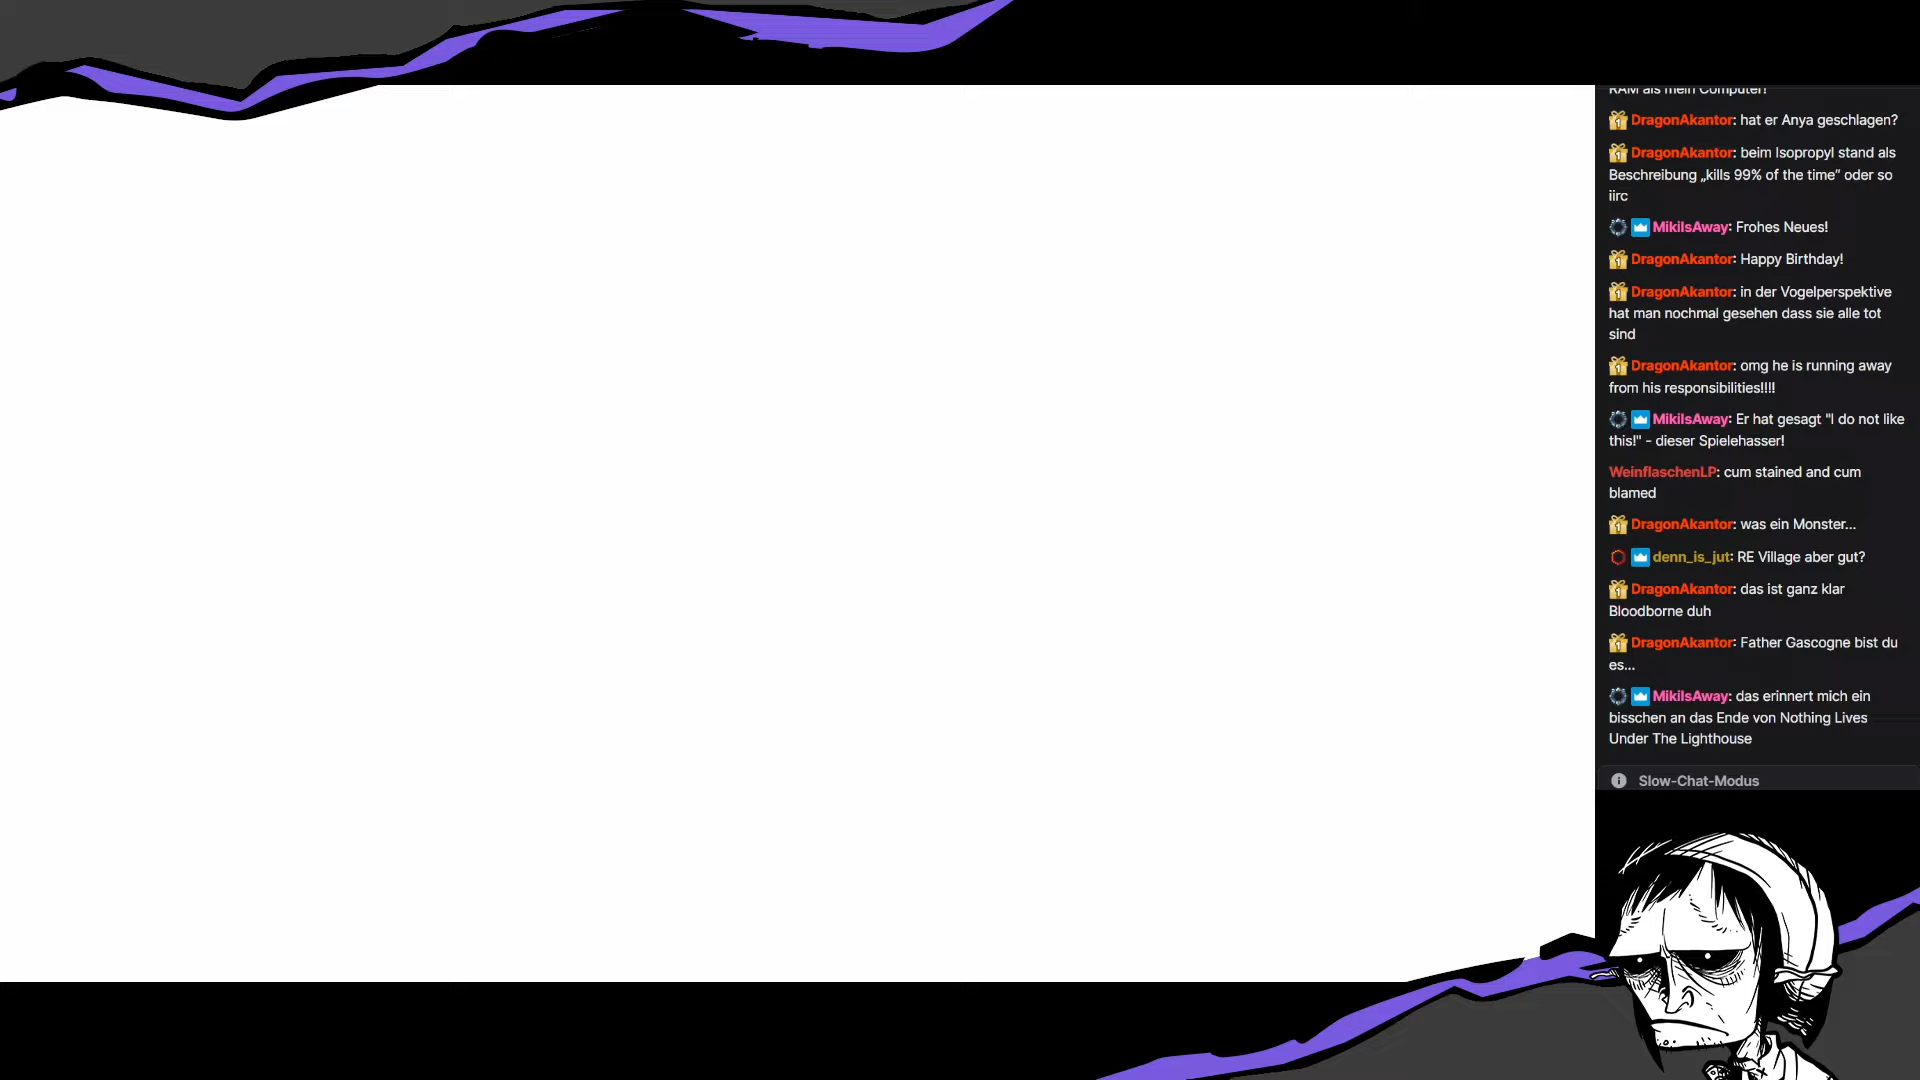 RAM als mein Computer!
DragonAkantor: hat er Anya geschlagen?
DragonAkantor: beim Isopropyl stand als
Beschreibung „kills 99% of the time“ oder so
iirc
MikiIsAway: Frohes Neues!
DragonAkantor: Happy Birthday!
DragonAkantor: in der Vogelperspektive
hat man nochmal gesehen dass sie alle tot
sind
DragonAkantor: omg he is running away
from his responsibilities!!!!
MikiIsAway: Er hat gesagt "I do not like
this!" - dieser Spielehasser!
WeinflaschenLP: cum stained and cum
blamed
DragonAkantor: was ein Monster...
denn_is_jut: RE Village aber gut?
DragonAkantor: das ist ganz klar
Bloodborne duh
DragonAkantor: Father Gascogne bist du
es...
MikiIsAway: das erinnert mich ein
bisschen an das Ende von Nothing Lives
Under The Lighthouse
Slow-Chat-Modus